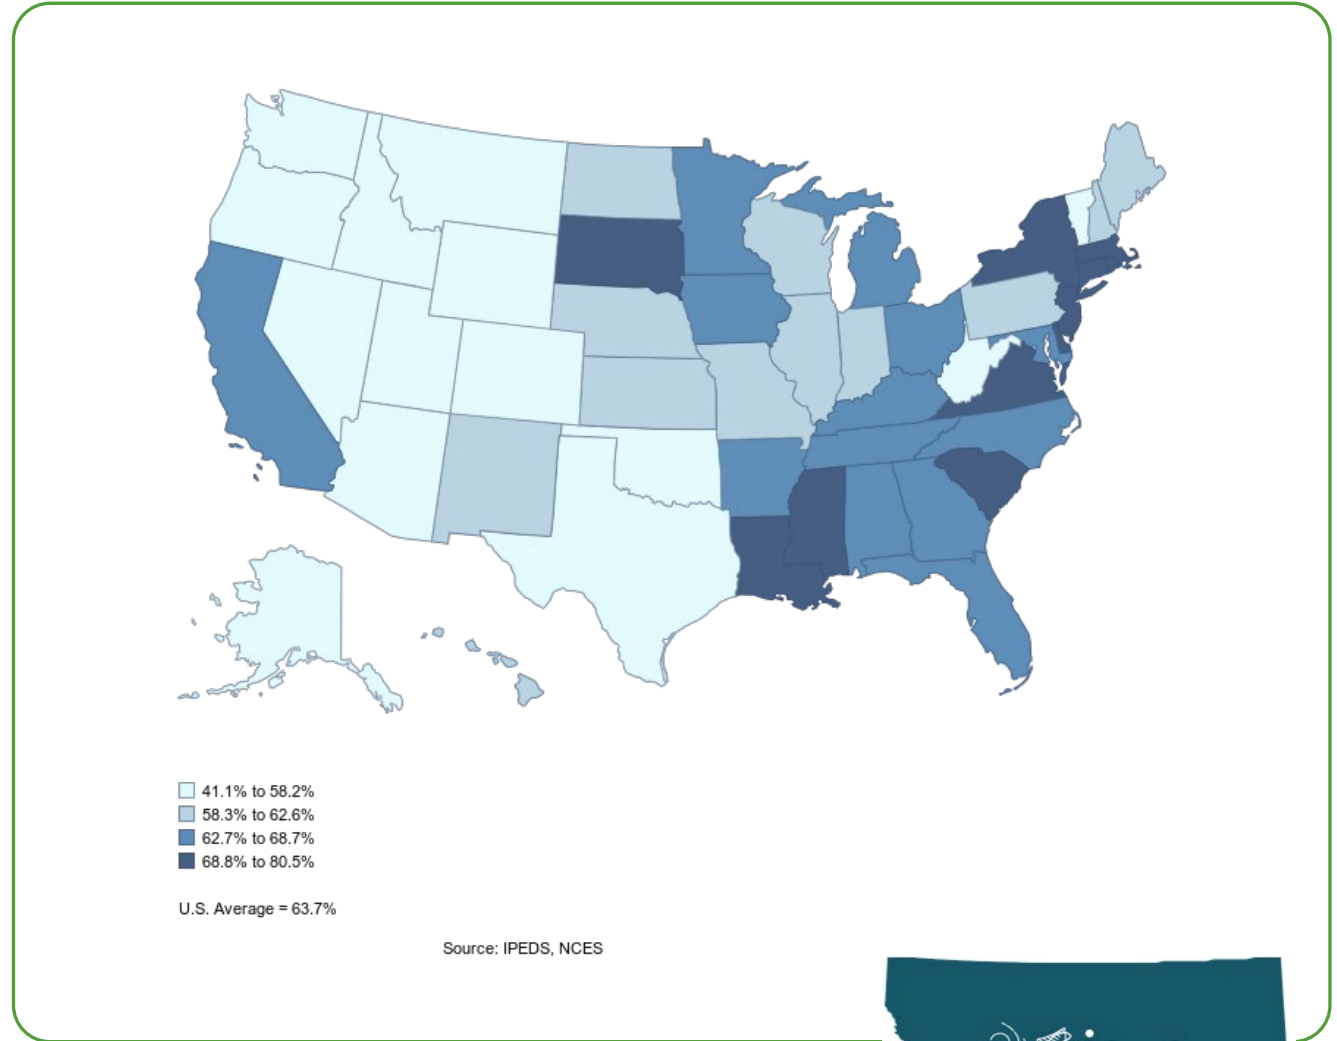 41.1% to 58.2%
58.3% to 62.6%
62.7% to 68.7%
68.8% to 80.5%
U.S. Average = 63.7%
Source: IPEDS, NCES